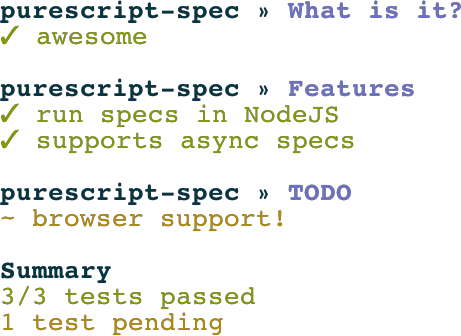 purescript-spec » What is it?
✓ awesome
purescript-spec » Features
✓ run specs in NodeJS
✓ supports async specs
purescript-spec » TODO
~ browser support!
Summary
3/3 tests passed
1 test pending